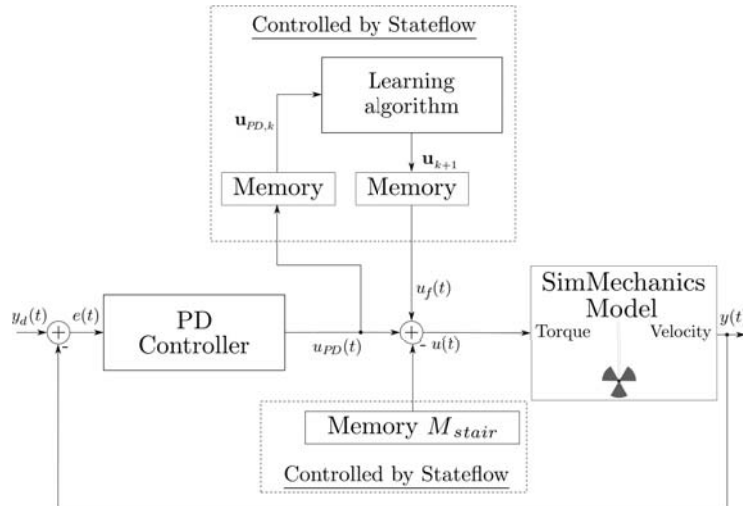 Controlled by Stateflow
Learning
algorithm
u_{PD,k}
u_{k+1}
Memory
Memory
u_f(t)
y_d(t)
+
-
e(t)
PD
Controller
u_{PD}(t)
+
-
u(t)
SimMechanics
Model
Torque
Velocity
y(t)
Memory M_{stair}
Controlled by Stateflow